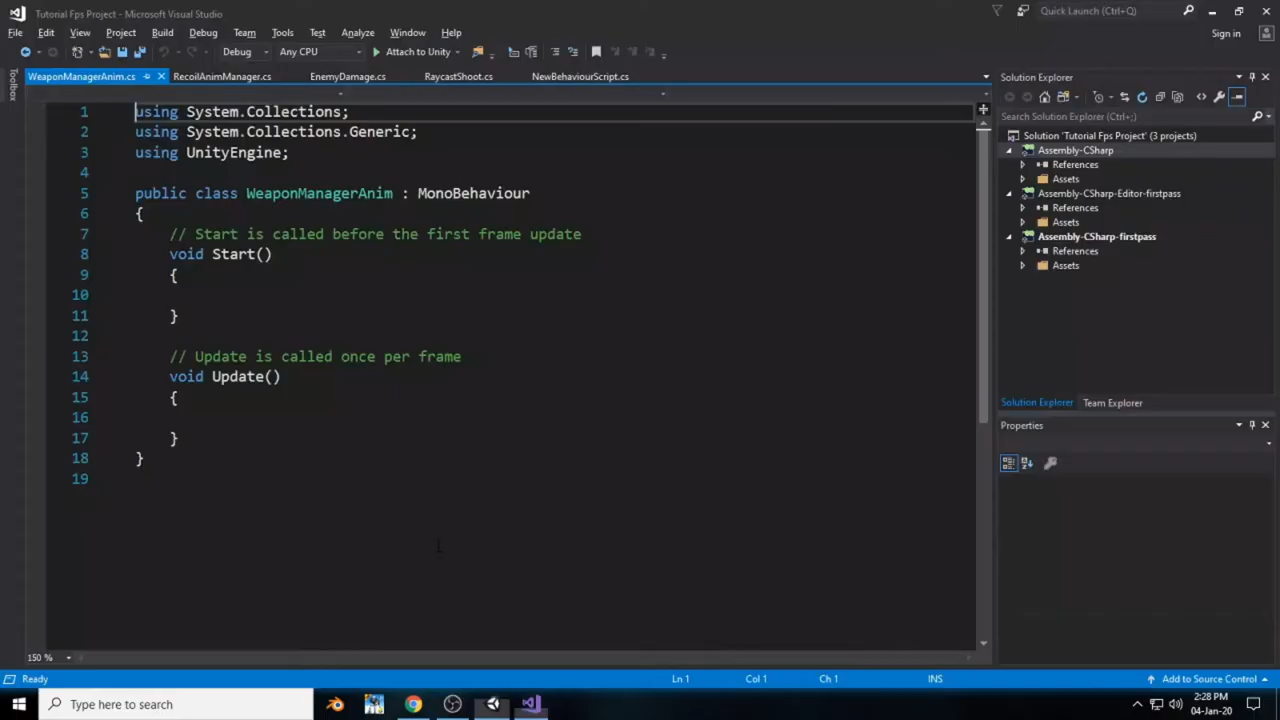 Tutorial Fps Project - Microsoft Visual Studio
Quick Launch (Ctrl+Q)
File Edit View Project Build Debug Team Tools Test Analyze Window Help
Sign in
Debug Any CPU Attach to Unity
Toolbox
WeaponManagerAnim.cs RecoilAnimManager.cs EnemyDamage.cs RaycastShoot.cs NewBehaviourScript.cs
1 using System.Collections;
2 using System.Collections.Generic;
3 using UnityEngine;
4
5 public class WeaponManagerAnim : MonoBehaviour
6 {
7 // Start is called before the first frame update
8 void Start()
9 {
10
11 }
12
13 // Update is called once per frame
14 void Update()
15 {
16
17 }
18 }
19
150 %
Solution Explorer
Search Solution Explorer (Ctrl+;)
Solution 'Tutorial Fps Project' (3 projects)
Assembly-CSharp
References
Assets
Assembly-CSharp-Editor-firstpass
References
Assets
Assembly-CSharp-firstpass
References
Assets
Solution Explorer Team Explorer
Properties
Ready Ln 1 Col 1 Ch 1 INS Add to Source Control
Type here to search
2:28 PM
04-Jan-20